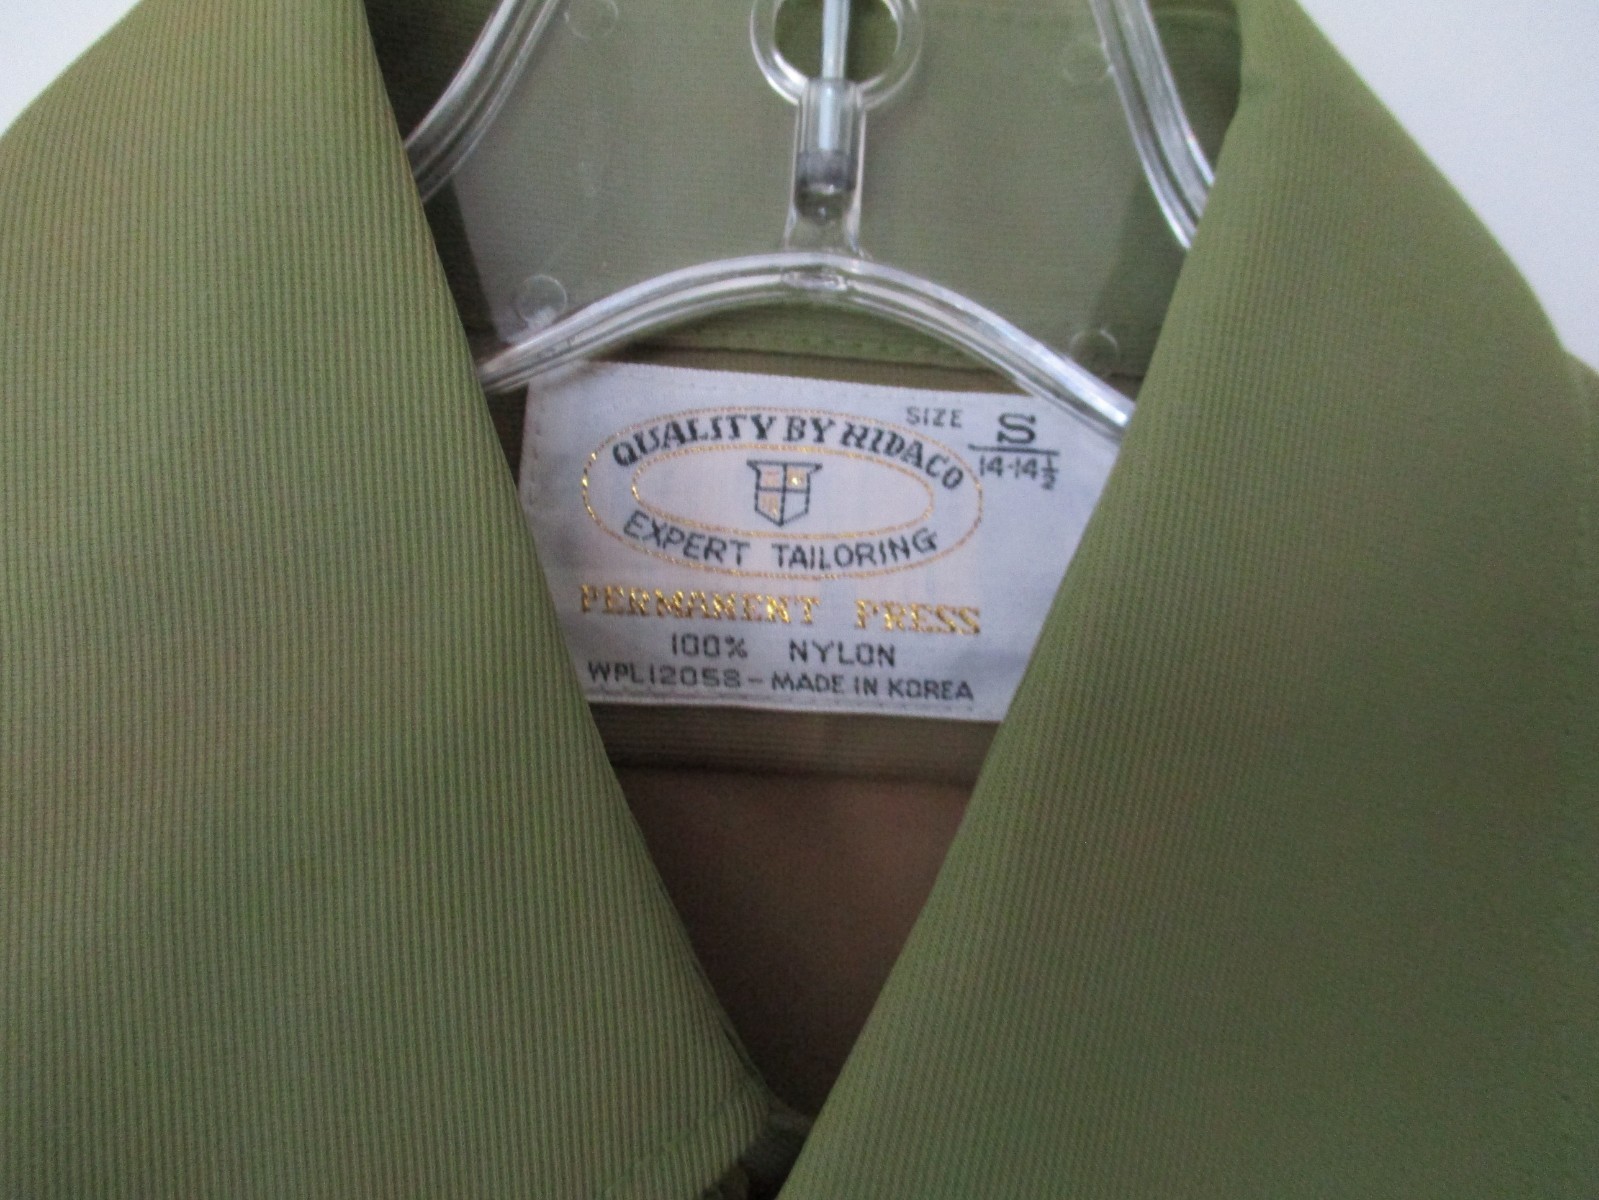 SIZE S
14-14½
QUALITY BY HIDACO
EXPERT TAILORING
PERMANENT PRESS
100% NYLON
WPL12058-MADE IN KOREA